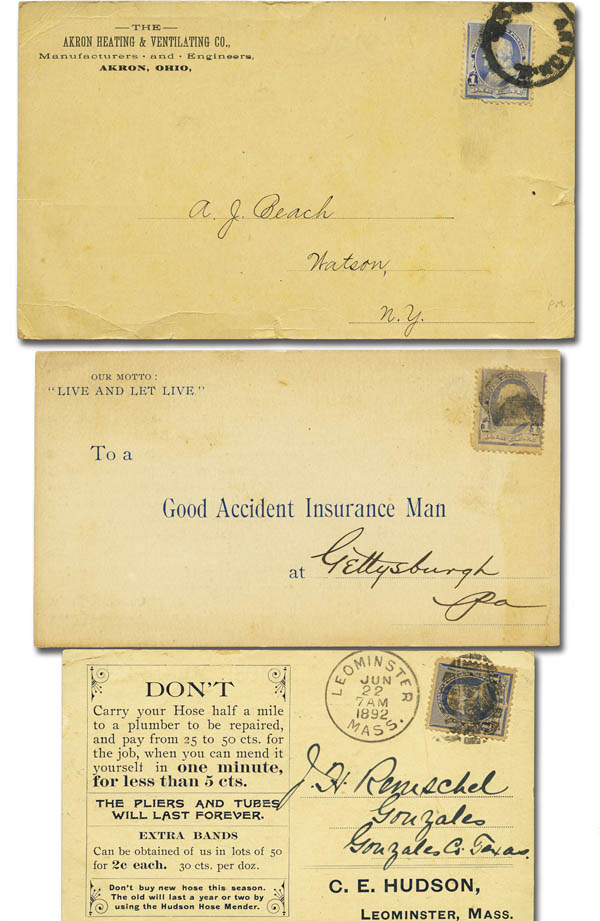 THE
AKRON HEATING & VENTILATING CO.,
Manufacturers · and · Engineers,
AKRON, OHIO,
1
A. J. Beach
Watson,
N.Y.
OUR MOTTO:
"LIVE AND LET LIVE."
To a
Good Accident Insurance Man
at Gettysburgh
Pa
LEOMINSTER
JUN
22
7AM
1892
MASS.
DON'T
Carry your Hose half a mile
to a plumber to be repaired,
and pay from 25 to 50 cts. for
the job, when you can mend it
yourself in one minute,
for less than 5 cts.
THE PLIERS AND TUBES
WILL LAST FOREVER.
EXTRA BANDS
Can be obtained of us in lots of 50
for 2c each. 30 cts. per doz.
Don't buy new hose this season.
The old will last a year or two by
using the Hudson Hose Mender.
J. H. Remschel
Gonzales
Gonzales Co. Texas.
C. E. HUDSON,
LEOMINSTER, MASS.